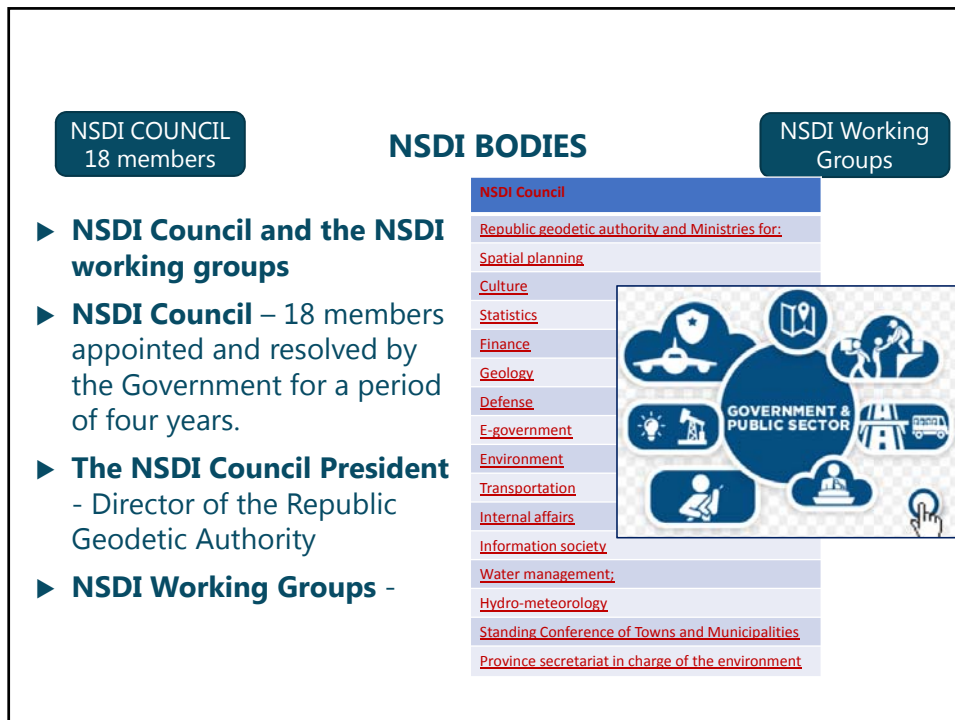 NSDI COUNCIL
18 members
NSDI BODIES
NSDI Working
Groups
NSDI Council and the NSDI
working groups
NSDI Council – 18 members
appointed and resolved by
the Government for a period
of four years.
The NSDI Council President
- Director of the Republic
Geodetic Authority
NSDI Working Groups -
NSDI Council
Republic geodetic authority and Ministries for:
Spatial planning
Culture
Statistics
Finance
Geology
Defense
E-government
Environment
Transportation
Internal affairs
Information society
Water management;
Hydro-meteorology
Standing Conference of Towns and Municipalities
Province secretariat in charge of the environment
GOVERNMENT &
PUBLIC SECTOR